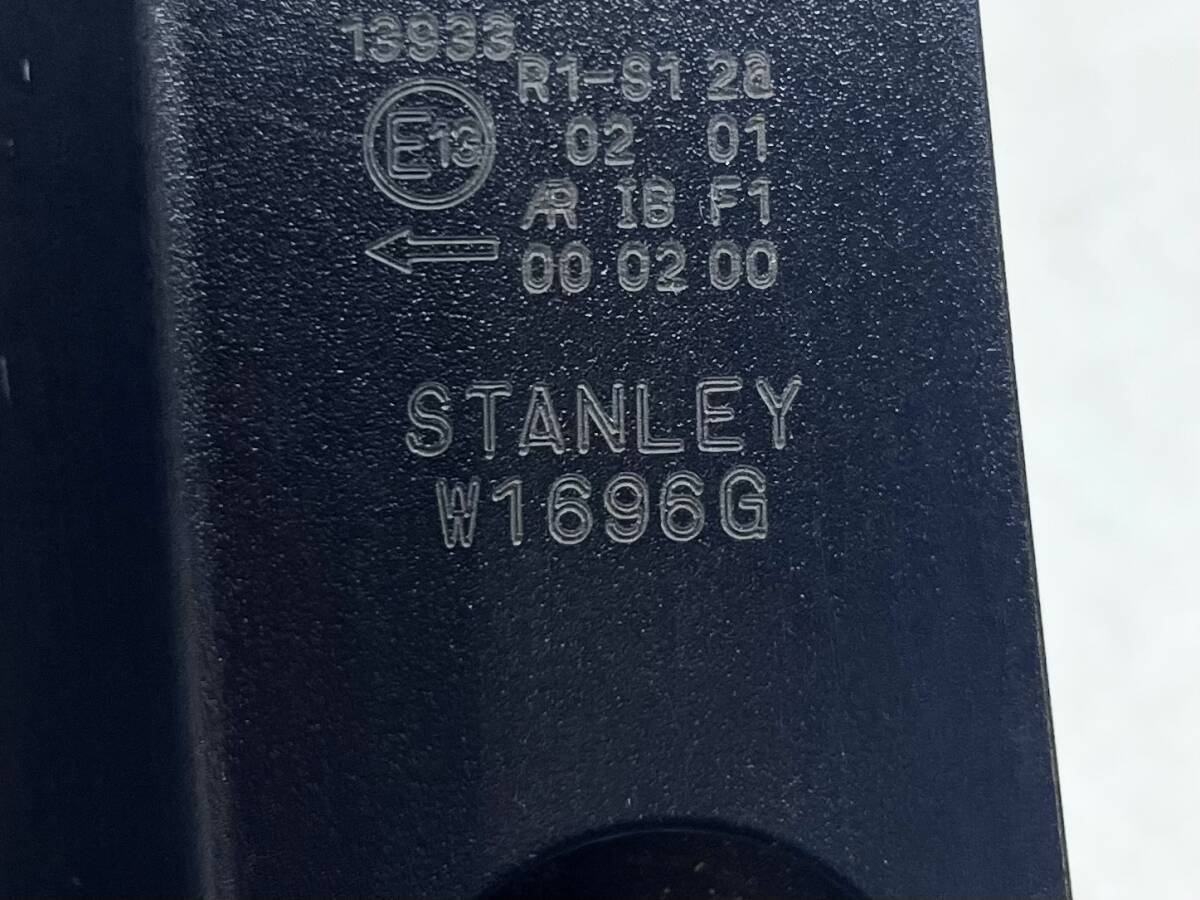 13933
R1-S1 2a
E13 02 01
AR IB F1
← 00 02 00
STANLEY
W1696G